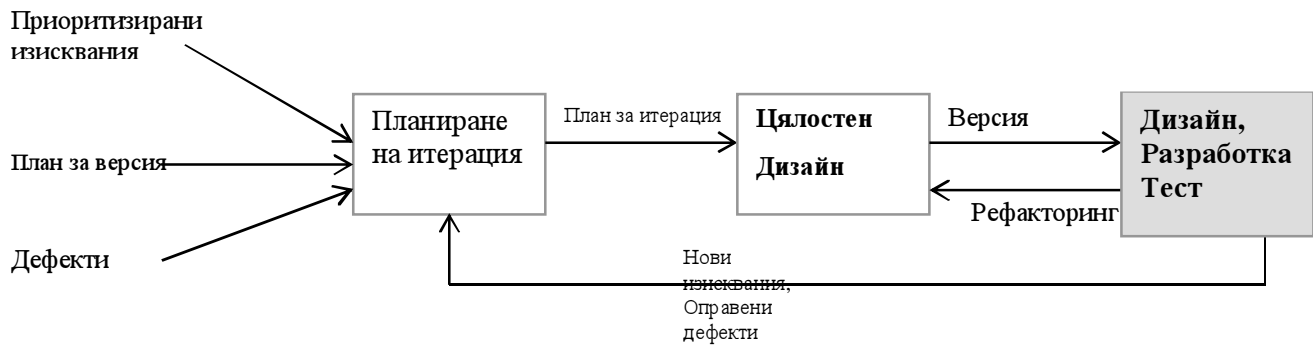 Приоритизирани
изисквания
План за версия
Дефекти
Планиране
на итерация
План за итерация
Цялостен
Дизайн
Версия
Рефакторинг
Дизайн,
Разработка
Тест
Нови
изисквания,
Оправени
дефекти